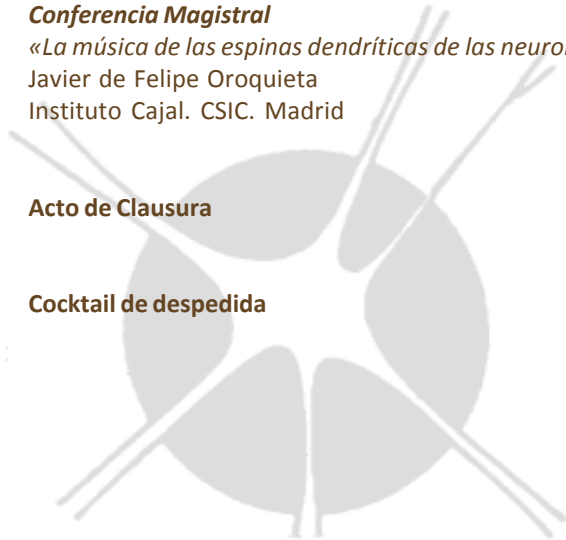 Conferencia Magistral
«La música de las espinas dendríticas de las
Javier de Felipe Oroquieta
Instituto Cajal. CSIC. Madrid
Acto de Clausura
Cocktail de despedida